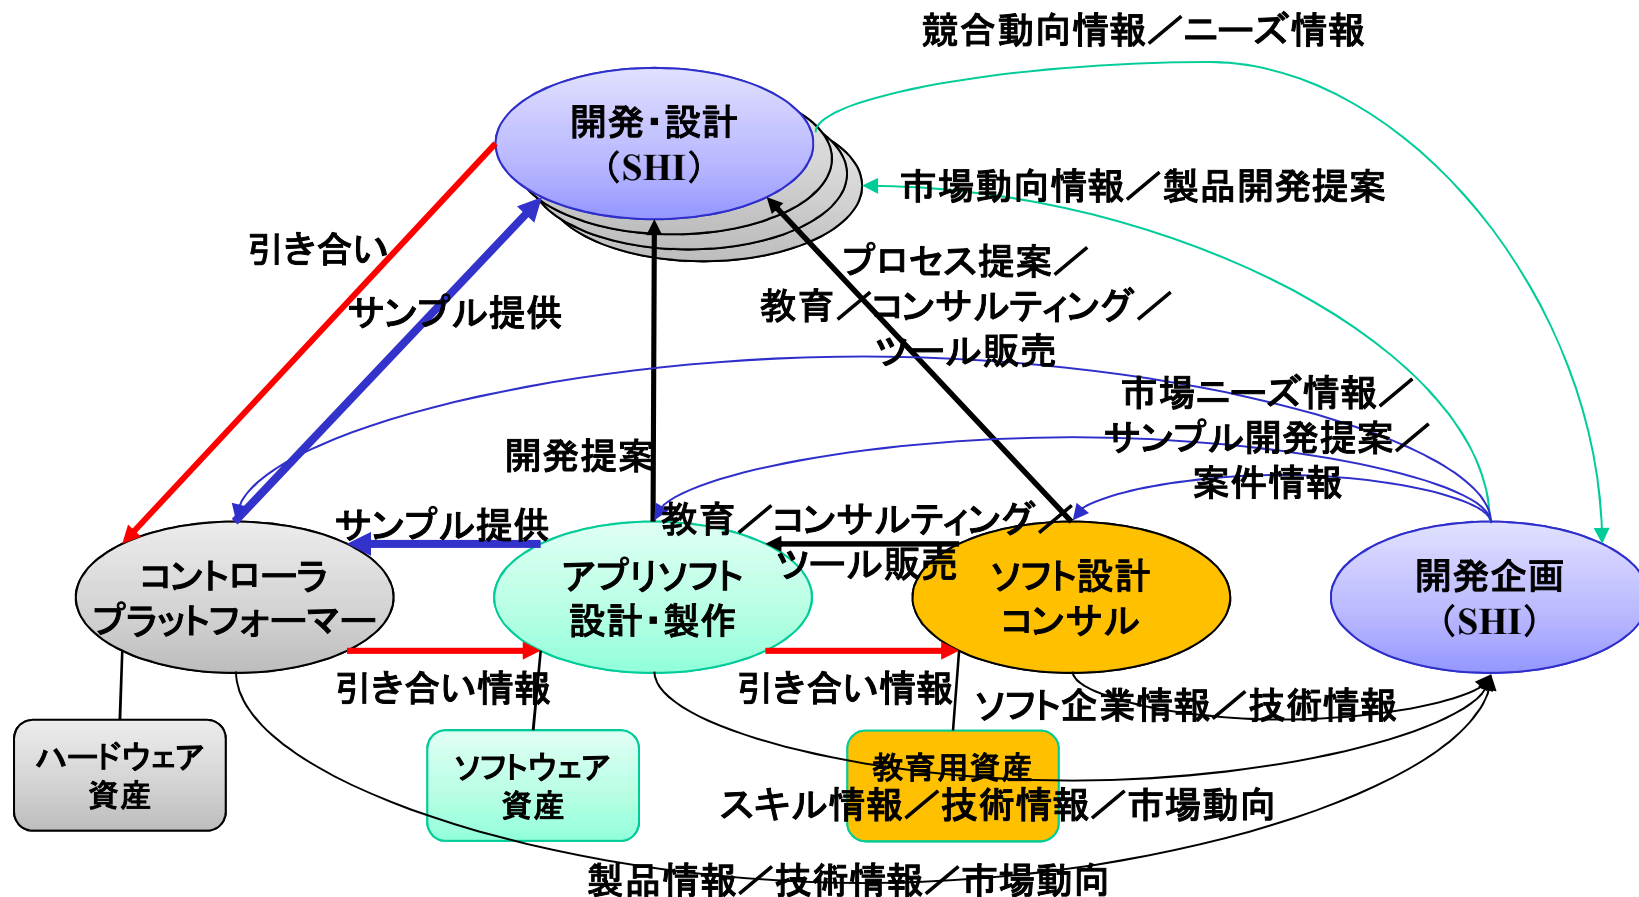 競合動向情報／ニーズ情報
開発・設計
（SHI）
市場動向情報／製品開発提案
引き合い
プロセス提案／
教育／コンサルティング／
ツール販売
サンプル提供
市場ニーズ情報／
サンプル開発提案／
案件情報
開発提案
サンプル提供
教育／コンサルティング／
ツール販売
コントローラ
プラットフォーマー
アプリソフト
設計・製作
ソフト設計
コンサル
開発企画
（SHI）
引き合い情報
引き合い情報
ソフト企業情報／技術情報
ハードウェア
資産
ソフトウェア
資産
教育用資産
スキル情報／技術情報／市場動向
製品情報／技術情報／市場動向